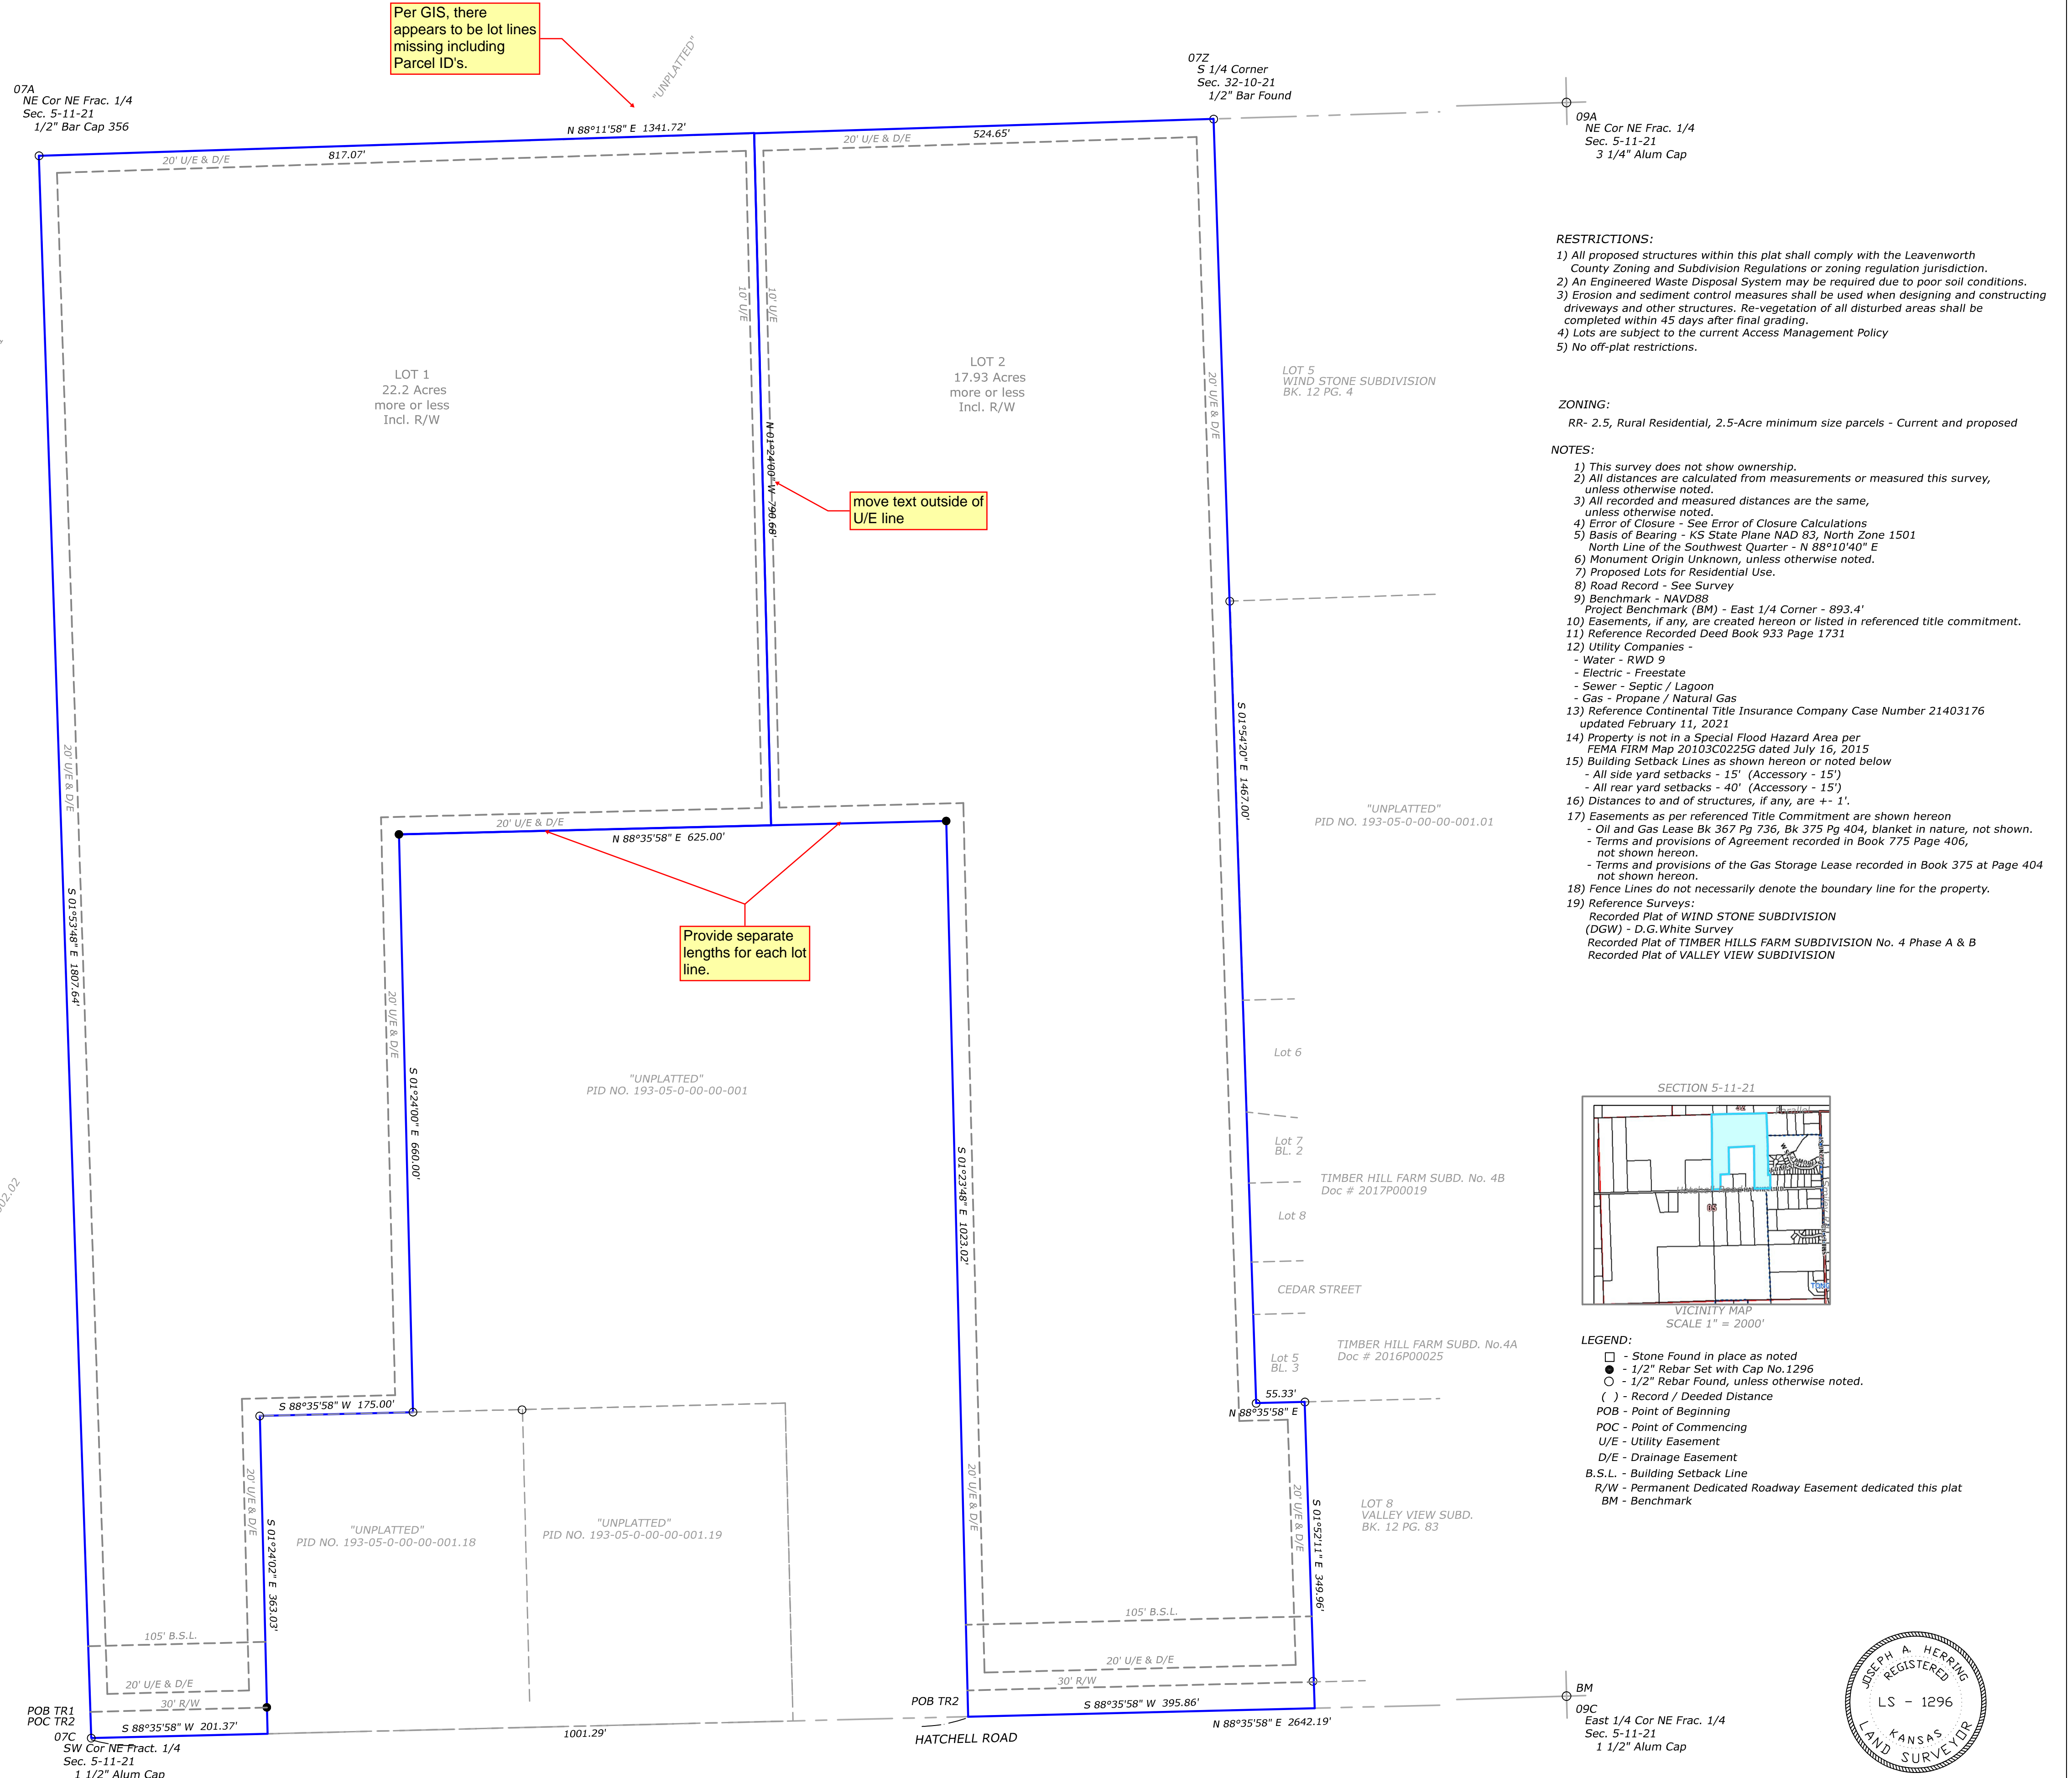 Per GIS, there
appears to be lot lines
missing including
Parcel ID's.
"UNPLATTED"
07A
NE Cor NE Frac. 1/4
Sec. 5-11-21
1/2" Bar Cap 356
07Z
S 1/4 Corner
Sec. 32-10-21
1/2" Bar Found
09A
NE Cor NE Frac. 1/4
Sec. 5-11-21
3 1/4" Alum Cap
N 88°11'58" E 1341.72'
20' U/E & D/E
817.07'
20' U/E & D/E
524.65'
10' U/E
10' U/E
LOT 1
22.2 Acres
more or less
Incl. R/W
LOT 2
17.93 Acres
more or less
Incl. R/W
20' U/E & D/E
LOT 5
WIND STONE SUBDIVISION
BK. 12 PG. 4
N 01°24'00" W 790.68'
move text outside of
U/E line
20' U/E & D/E
S 01°53'48" E 1807.64'
S 01°54'20" E 1467.00'
20' U/E & D/E
N 88°35'58" E 625.00'
"UNPLATTED"
PID NO. 193-05-0-00-00-001.01
Provide separate
lengths for each lot
line.
20' U/E & D/E
S 01°24'00" E 660.00'
"UNPLATTED"
PID NO. 193-05-0-00-00-001
S 01°23'48" E 1023.02'
Lot 6
Lot 7
BL. 2
TIMBER HILL FARM SUBD. No. 4B
Doc # 2017P00019
Lot 8
CEDAR STREET
TIMBER HILL FARM SUBD. No.4A
Doc # 2016P00025
Lot 5
BL. 3
55.33'
N 88°35'58" E
S 88°35'58" W 175.00'
20' U/E & D/E
S 01°24'02" E 363.03'
"UNPLATTED"
PID NO. 193-05-0-00-00-001.18
"UNPLATTED"
PID NO. 193-05-0-00-00-001.19
20' U/E & D/E
20' U/E & D/E
S 01°52'11" E 349.96'
LOT 8
VALLEY VIEW SUBD.
BK. 12 PG. 83
105' B.S.L.
20' U/E & D/E
30' R/W
105' B.S.L.
20' U/E & D/E
30' R/W
POB TR1
POC TR2
07C
SW Cor NE Fract. 1/4
Sec. 5-11-21
1 1/2" Alum Cap
S 88°35'58" W 201.37'
1001.29'
POB TR2
HATCHELL ROAD
S 88°35'58" W 395.86'
N 88°35'58" E 2642.19'
BM
09C
East 1/4 Cor NE Frac. 1/4
Sec. 5-11-21
1 1/2" Alum Cap
RESTRICTIONS:
1) All proposed structures within this plat shall comply with the Leavenworth
County Zoning and Subdivision Regulations or zoning regulation jurisdiction.
2) An Engineered Waste Disposal System may be required due to poor soil conditions.
3) Erosion and sediment control measures shall be used when designing and constructing
driveways and other structures. Re-vegetation of all disturbed areas shall be
completed within 45 days after final grading.
4) Lots are subject to the current Access Management Policy
5) No off-plat restrictions.
ZONING:
RR- 2.5, Rural Residential, 2.5-Acre minimum size parcels - Current and proposed
NOTES:
1) This survey does not show ownership.
2) All distances are calculated from measurements or measured this survey,
unless otherwise noted.
3) All recorded and measured distances are the same,
unless otherwise noted.
4) Error of Closure - See Error of Closure Calculations
5) Basis of Bearing - KS State Plane NAD 83, North Zone 1501
North Line of the Southwest Quarter - N 88°10'40" E
6) Monument Origin Unknown, unless otherwise noted.
7) Proposed Lots for Residential Use.
8) Road Record - See Survey
9) Benchmark - NAVD88
Project Benchmark (BM) - East 1/4 Corner - 893.4'
10) Easements, if any, are created hereon or listed in referenced title commitment.
11) Reference Recorded Deed Book 933 Page 1731
12) Utility Companies -
- Water - RWD 9
- Electric - Freestate
- Sewer - Septic / Lagoon
- Gas - Propane / Natural Gas
13) Reference Continental Title Insurance Company Case Number 21403176
updated February 11, 2021
14) Property is not in a Special Flood Hazard Area per
FEMA FIRM Map 20103C0225G dated July 16, 2015
15) Building Setback Lines as shown hereon or noted below
- All side yard setbacks - 15' (Accessory - 15')
- All rear yard setbacks - 40' (Accessory - 15')
16) Distances to and of structures, if any, are +- 1'.
17) Easements as per referenced Title Commitment are shown hereon
- Oil and Gas Lease Bk 367 Pg 736, Bk 375 Pg 404, blanket in nature, not shown.
- Terms and provisions of Agreement recorded in Book 775 Page 406,
not shown hereon.
- Terms and provisions of the Gas Storage Lease recorded in Book 375 at Page 404
not shown hereon.
18) Fence Lines do not necessarily denote the boundary line for the property.
19) Reference Surveys:
Recorded Plat of WIND STONE SUBDIVISION
(DGW) - D.G.White Survey
Recorded Plat of TIMBER HILLS FARM SUBDIVISION No. 4 Phase A & B
Recorded Plat of VALLEY VIEW SUBDIVISION
SECTION 5-11-21
VICINITY MAP
SCALE 1" = 2000'
LEGEND:
- Stone Found in place as noted
- 1/2" Rebar Set with Cap No.1296
- 1/2" Rebar Found, unless otherwise noted.
( ) - Record / Deeded Distance
POB - Point of Beginning
POC - Point of Commencing
U/E - Utility Easement
D/E - Drainage Easement
B.S.L. - Building Setback Line
R/W - Permanent Dedicated Roadway Easement dedicated this plat
BM - Benchmark
JOSEPH A. HERRING
REGISTERED
LS - 1296
KANSAS
LAND SURVEYOR